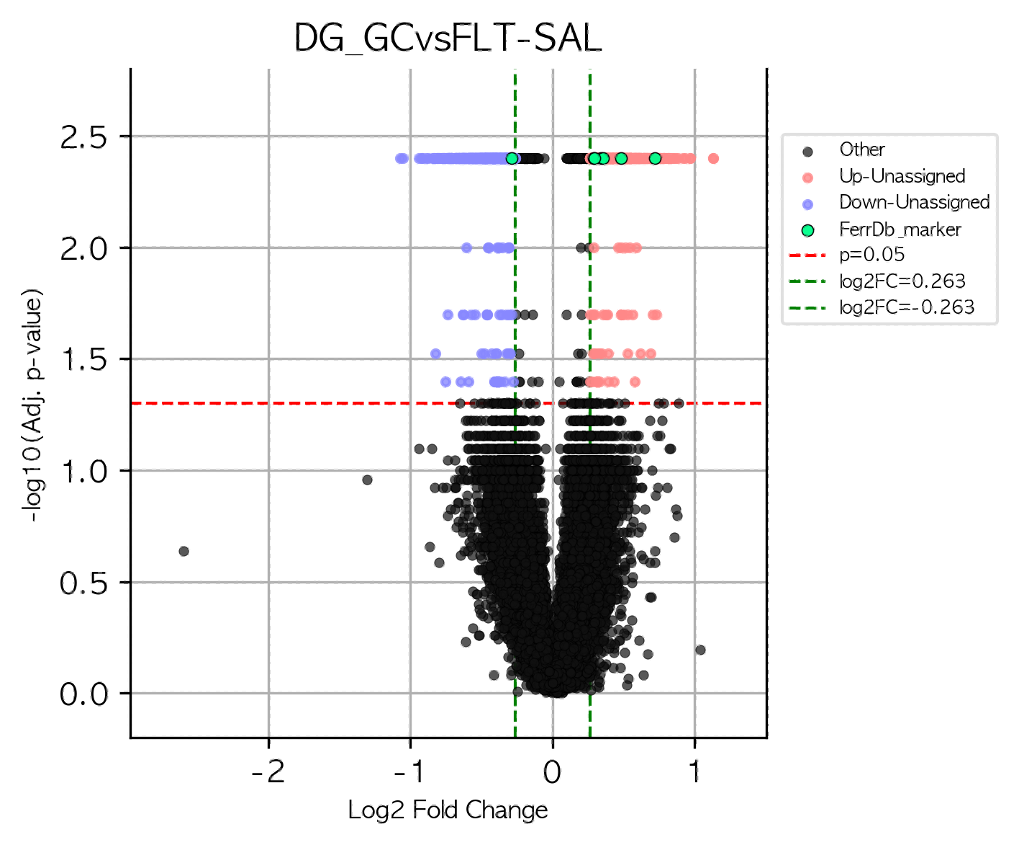 DG_GCvsFLT-SAL
-log10(Adj. p-value)
2.5
2.0
1.5
1.0
0.5
0.0
-2
-1
0
1
Log2 Fold Change
Other
Up-Unassigned
Down-Unassigned
FerrDb_marker
p=0.05
log2FC=0.263
log2FC=-0.263